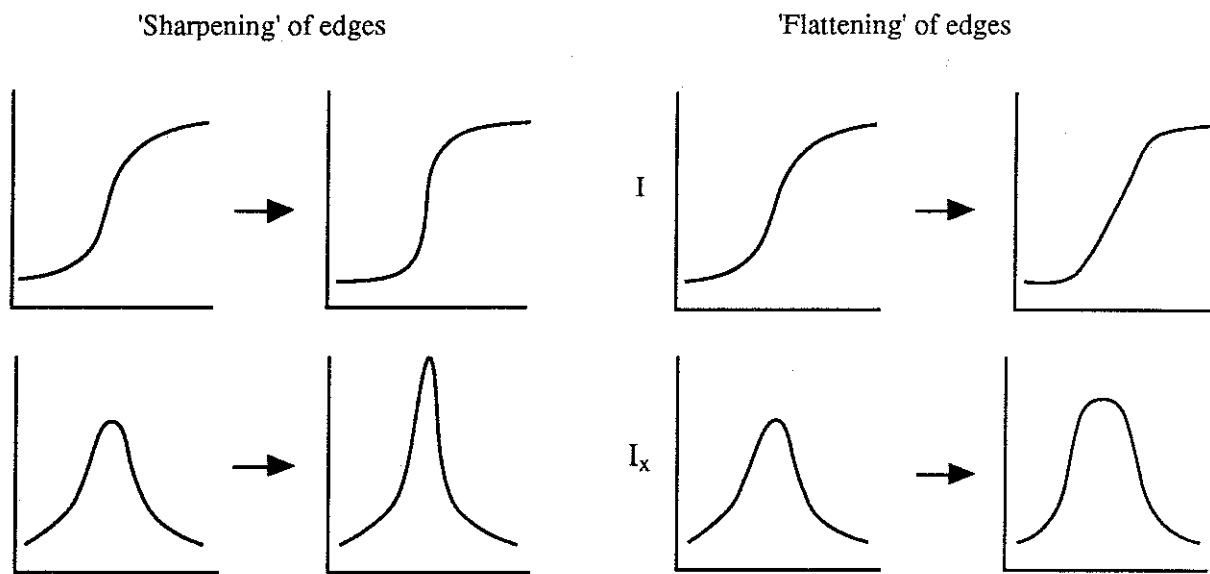 'Sharpening' of edges
'Flattening' of edges
I
Iₓ